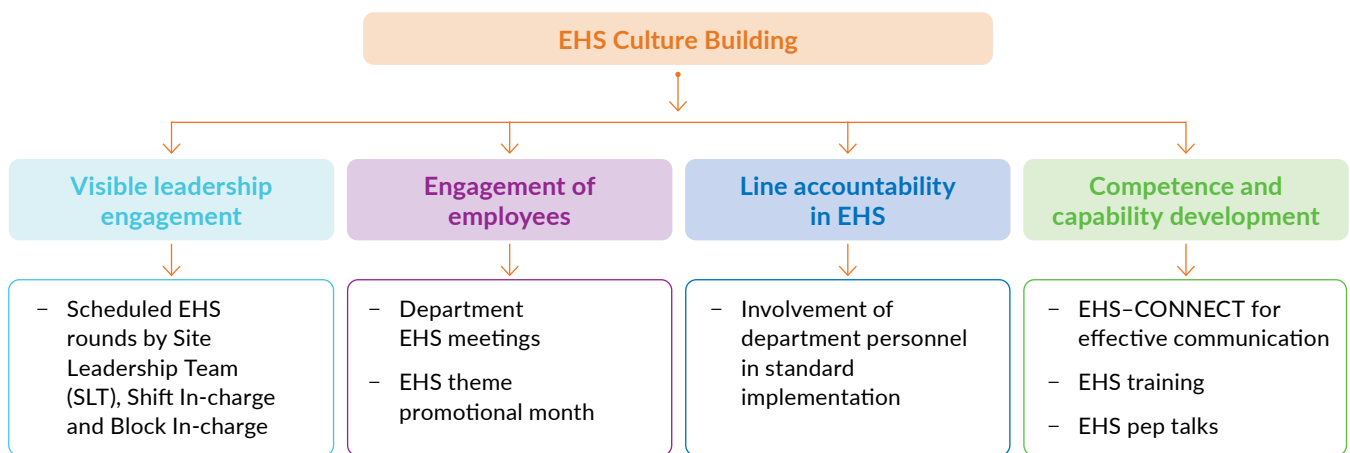 EHS Culture Building
Visible leadership
engagement
Engagement of
employees
Line accountability
in EHS
Competence and
capability development
– Scheduled EHS
rounds by Site
Leadership Team
(SLT), Shift In-charge
and Block In-charge
– Department
EHS meetings
– EHS theme
promotional month
– Involvement of
department personnel
in standard
implementation
– EHS–CONNECT for
effective communication
– EHS training
– EHS pep talks